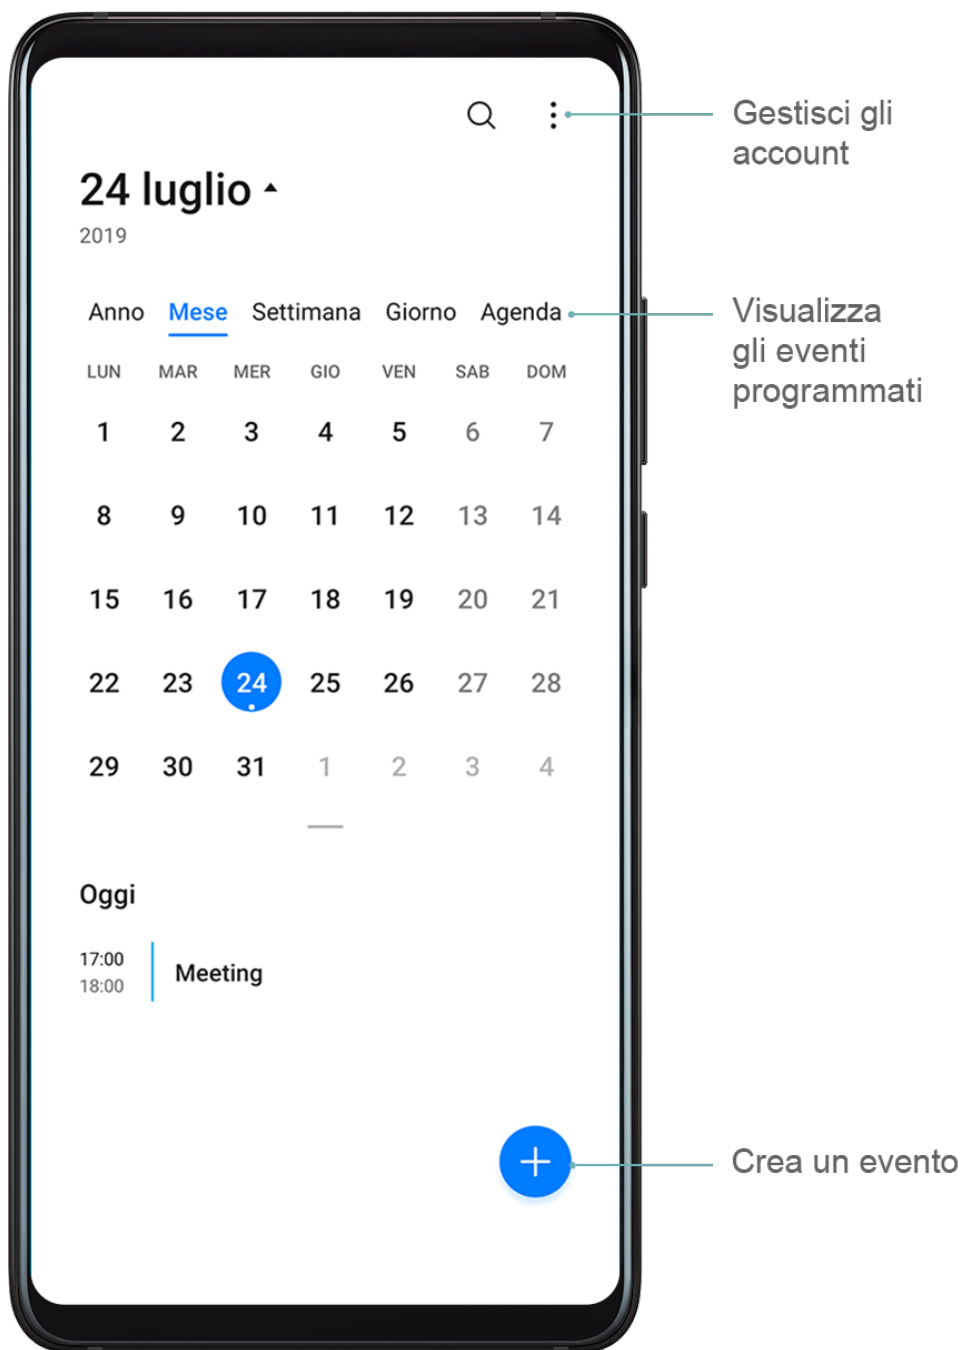 Gestisci gli
account
24 luglio
2019
Anno Mese Settimana Giorno Agenda
Visualizza
gli eventi
programmati
LUN MAR MER GIO VEN SAB DOM
1 2 3 4 5 6 7
8 9 10 11 12 13 14
15 16 17 18 19 20 21
22 23 24 25 26 27 28
29 30 31 1 2 3 4
Oggi
17:00
18:00
Meeting
Crea un evento